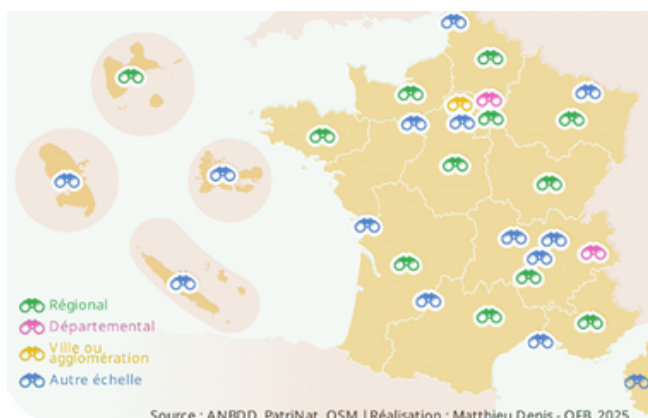 Régional
Départemental
Ville ou
agglomération
Autre échelle
Source : ANBDD, PatriNat, OSM | Réalisation : Matthieu Denis - OFB, 2025